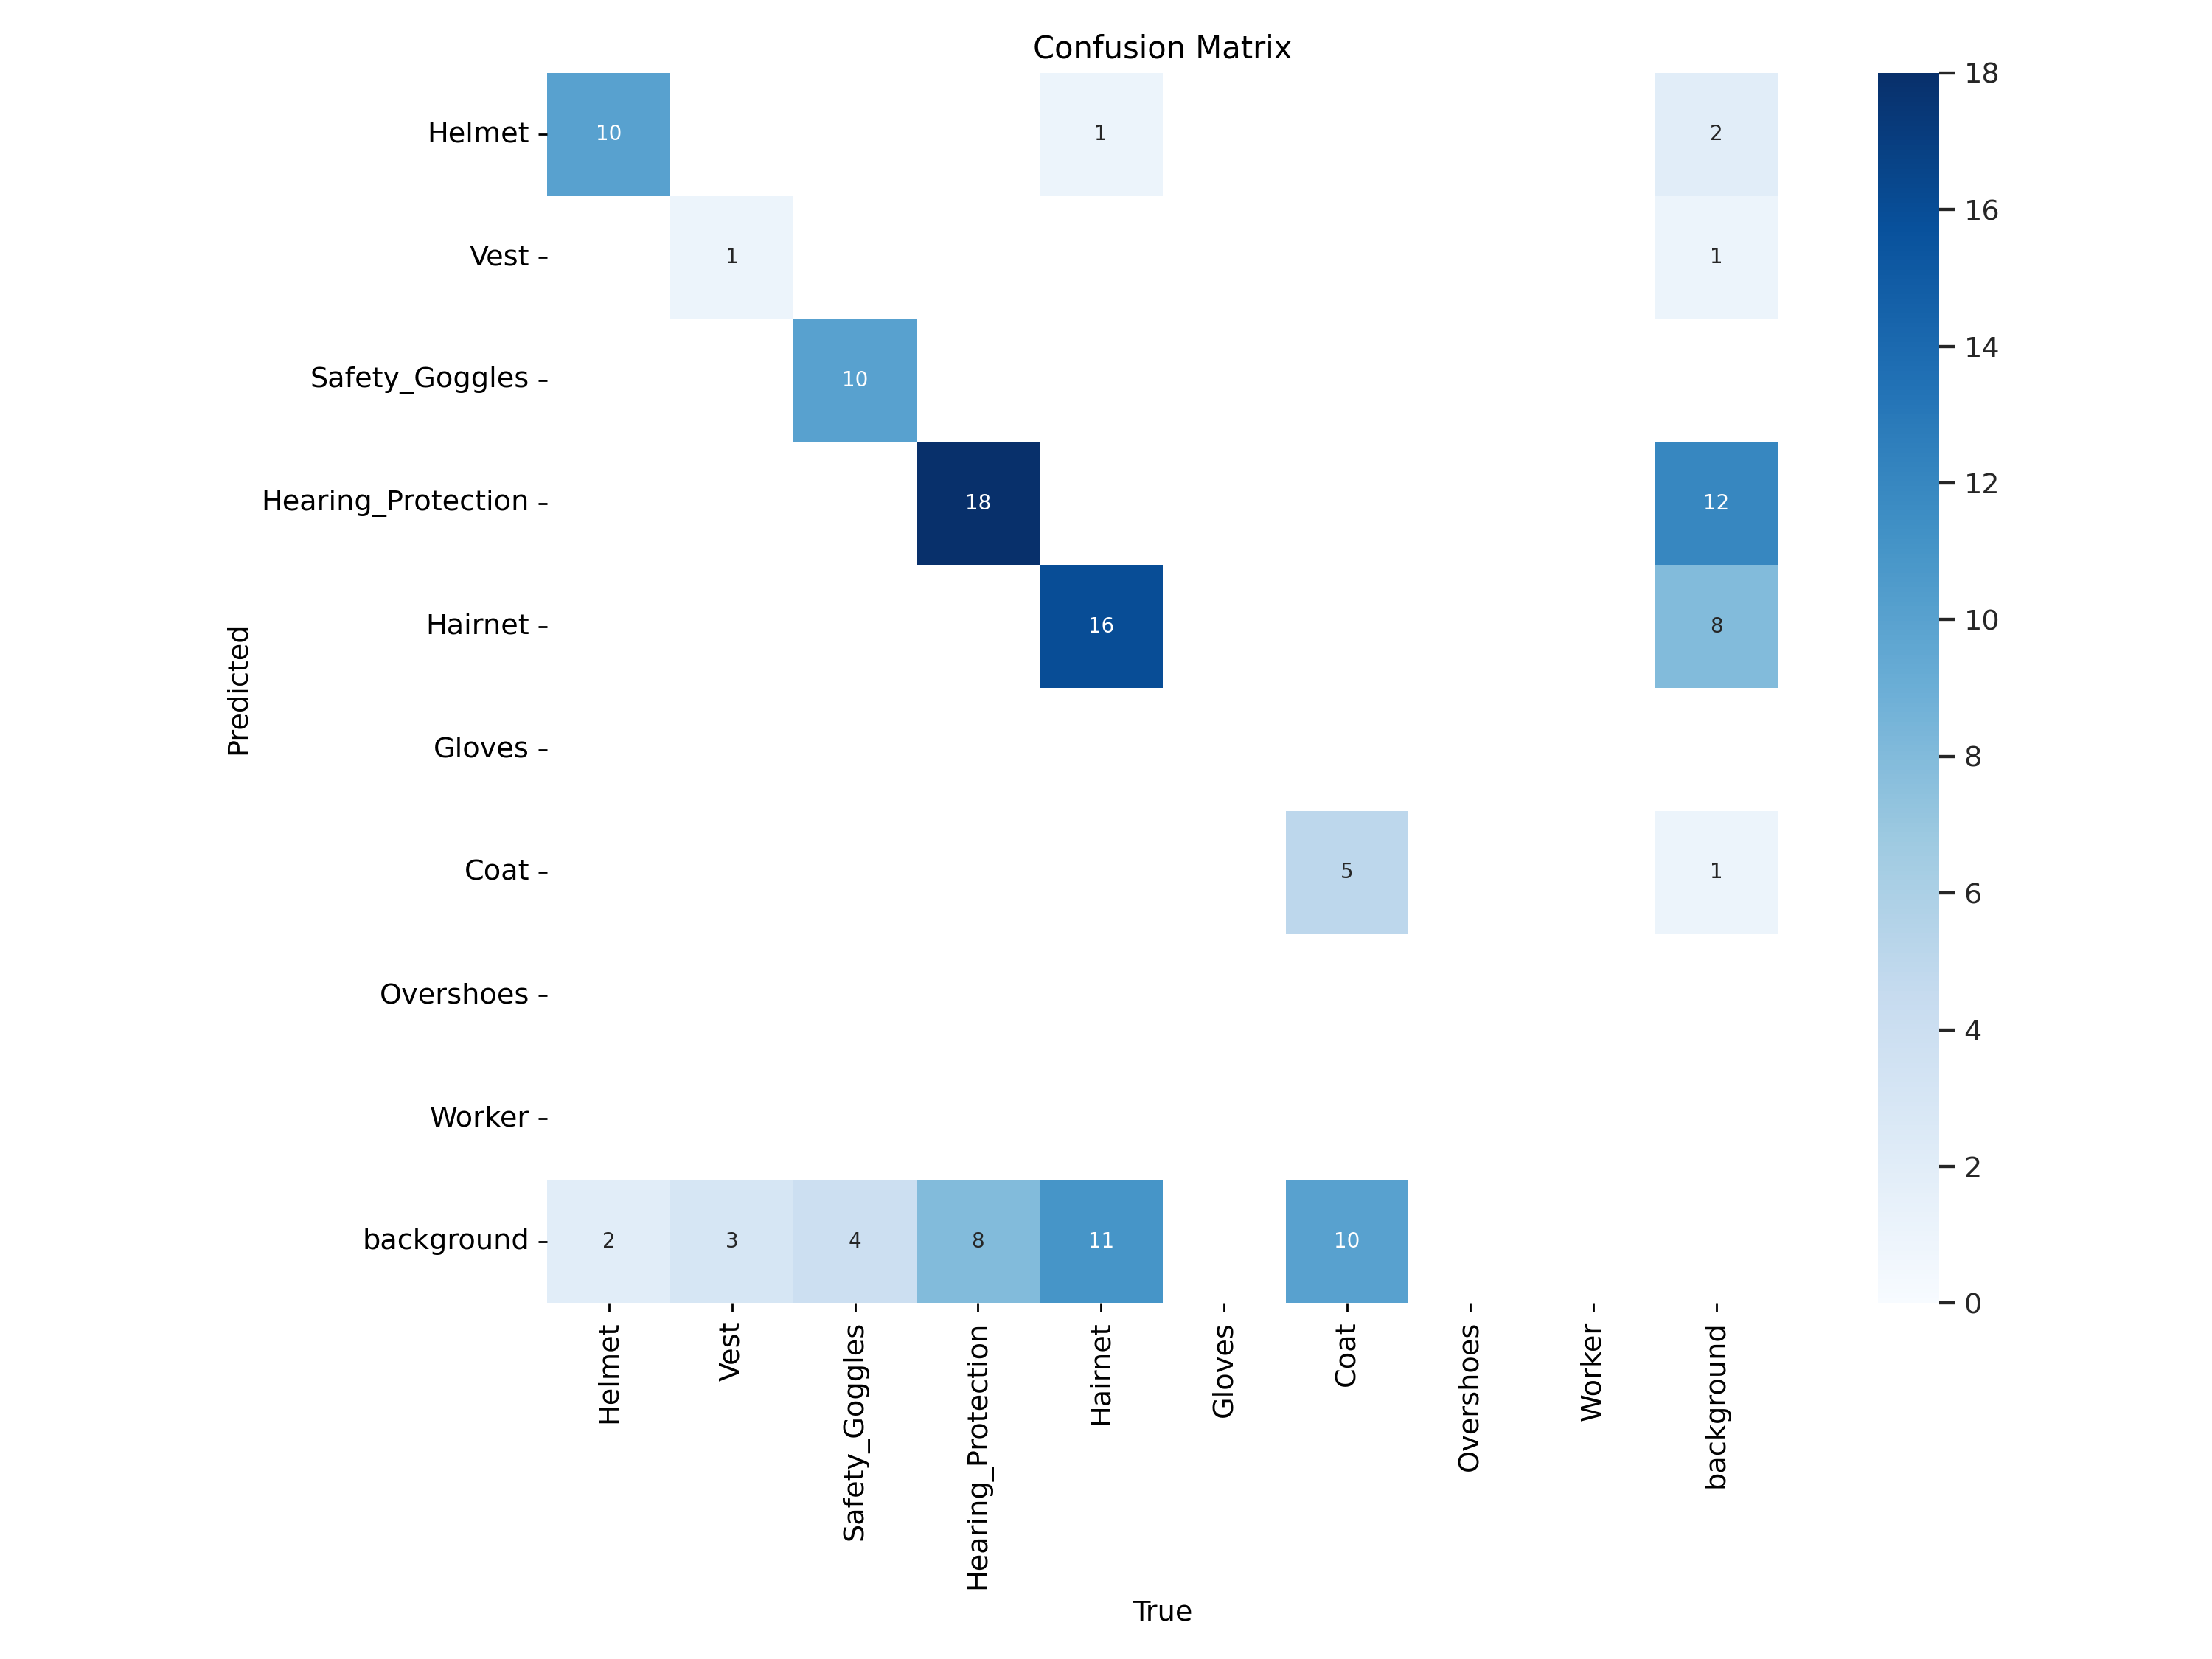 Confusion Matrix
Helmet
10
1
2
Vest
1
1
Safety_Goggles
10
Hearing_Protection
18
12
Hairnet
16
8
Gloves
Coat
5
1
Overshoes
Worker
background
2
3
4
8
11
10
Predicted
Helmet
Vest
Safety_Goggles
Hearing_Protection
Hairnet
Gloves
Coat
Overshoes
Worker
background
True
18
16
14
12
10
8
6
4
2
0